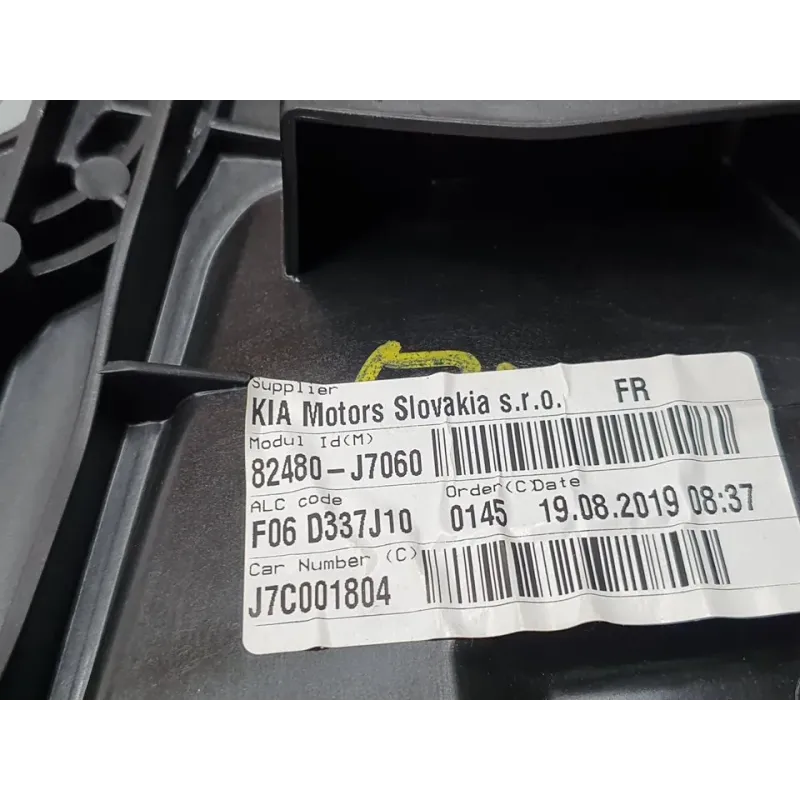 Supplier
KIA Motors Slovakia s.r.o. FR
Modul Id(M)
82480-J7060
ALC code Order(C) Date
F06 D337J10 0145 19.08.2019 08:37
Car Number (C)
J7C001804